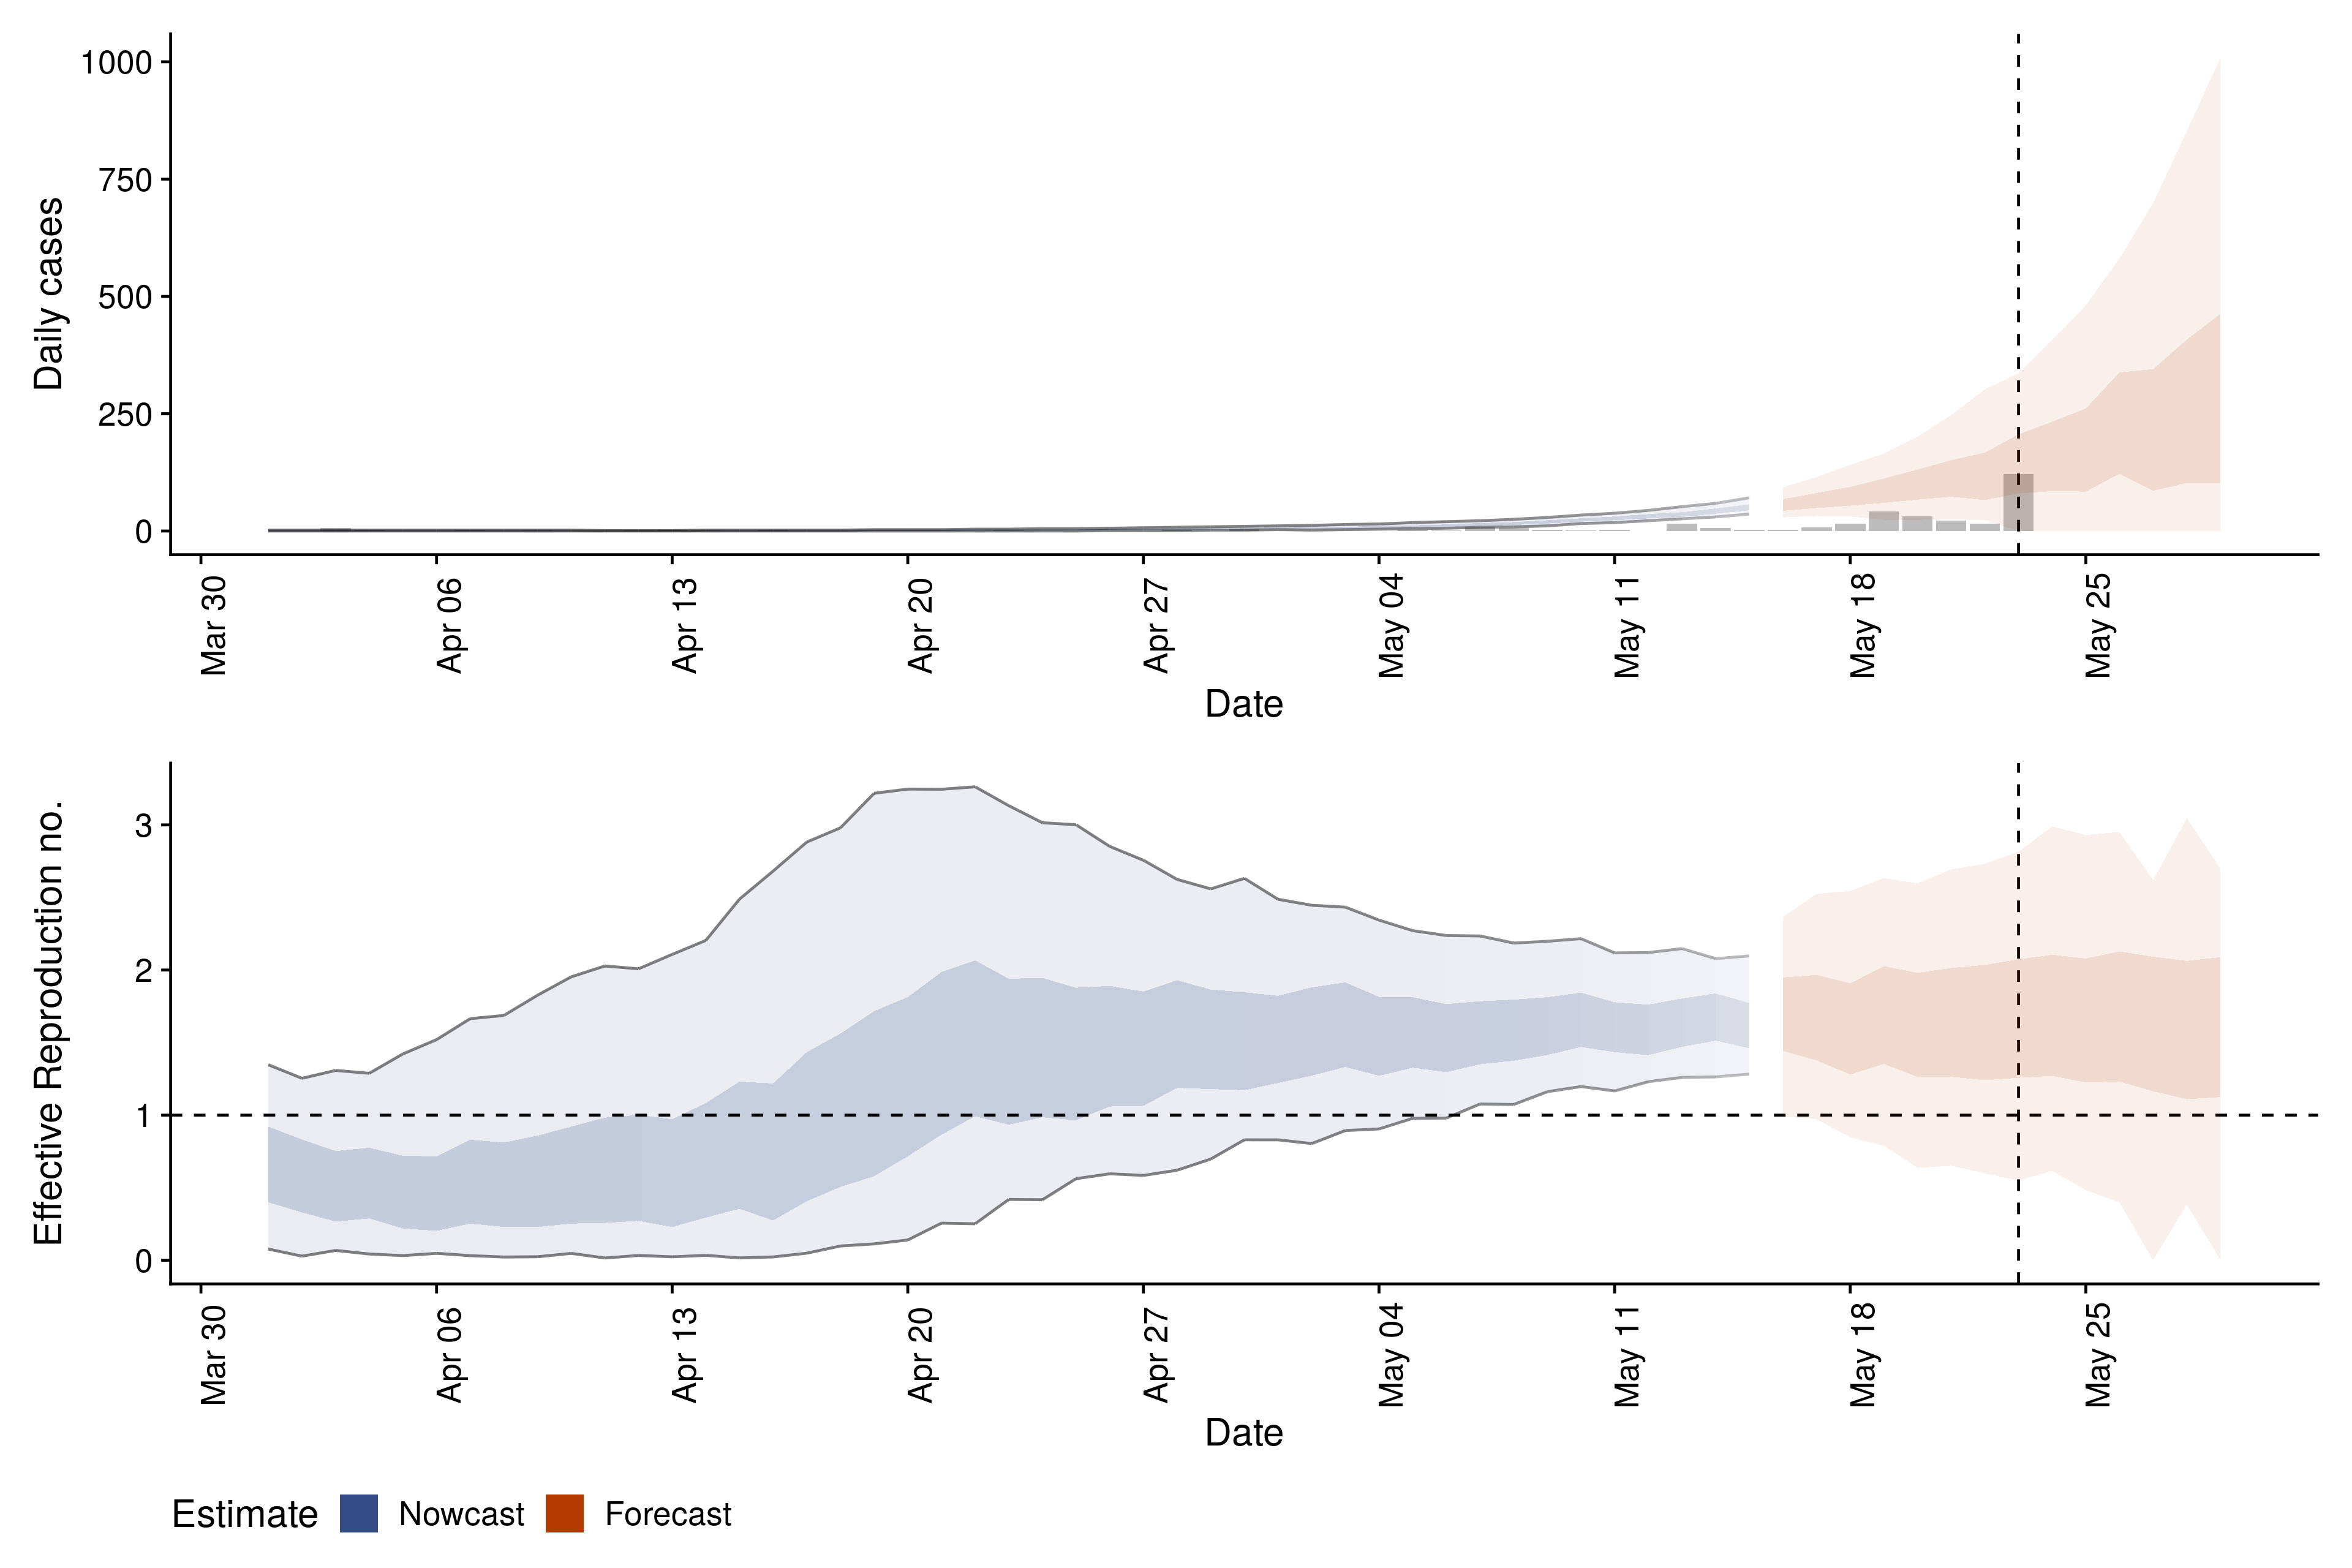 1000
750
500
250
0
Daily cases
Mar 30
Apr 06
Apr 13
Apr 20
Apr 27
May 04
May 11
May 18
May 25
Date
3
2
1
0
Effective Reproduction no.
Mar 30
Apr 06
Apr 13
Apr 20
Apr 27
May 04
May 11
May 18
May 25
Date
Estimate Nowcast Forecast